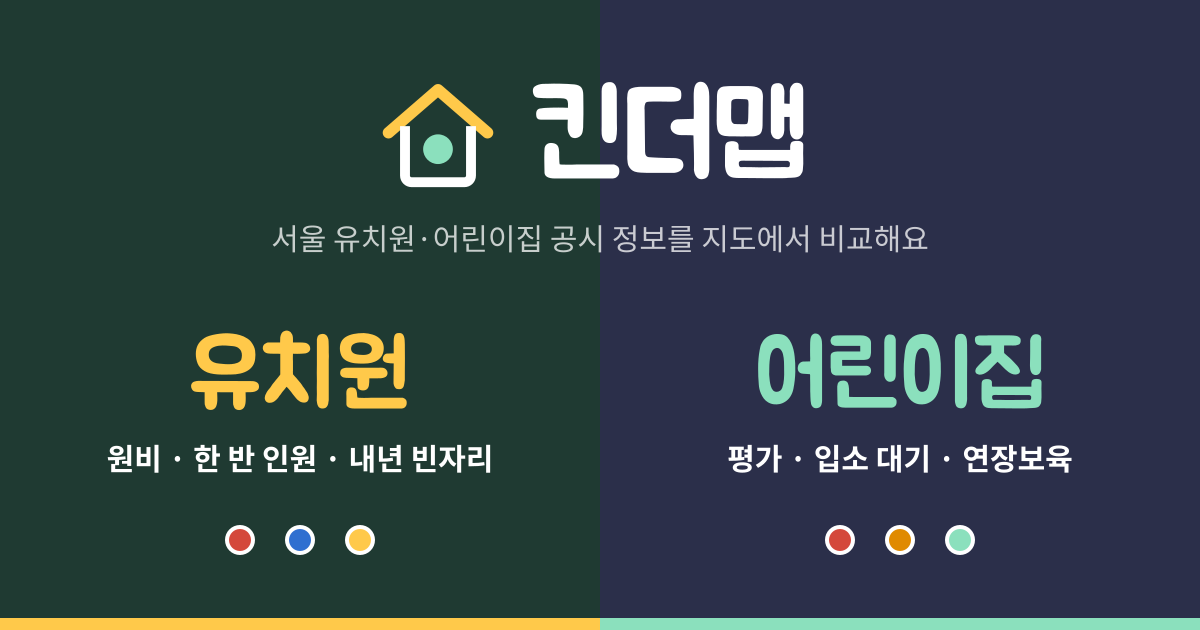 킨더맵
서울 유치원·어린이집 공시 정보를 지도에서 비교해요
유치원
원비 · 한 반 인원 · 내년 빈자리
어린이집
평가 · 입소 대기 · 연장보육